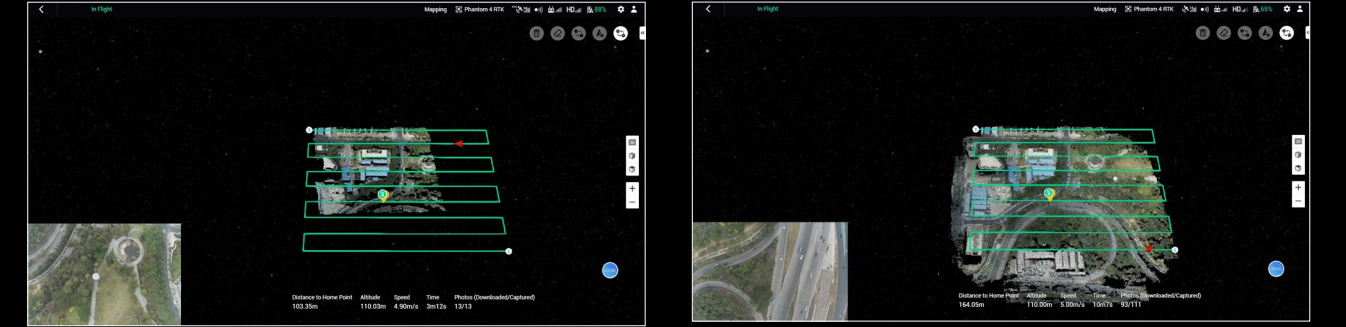 In Flight
Mapping Phantom 4 RTK HD 88%
Distance to Home Point Altitude Speed Time Photos (Downloaded/Captured)
103.35m 110.03m 4.90m/s 3m12s 13/13
In Flight
Mapping Phantom 4 RTK HD 65%
Distance to Home Point Altitude Speed Time Photos (Downloaded/Captured)
164.05m 110.00m 5.00m/s 10m7s 93/111